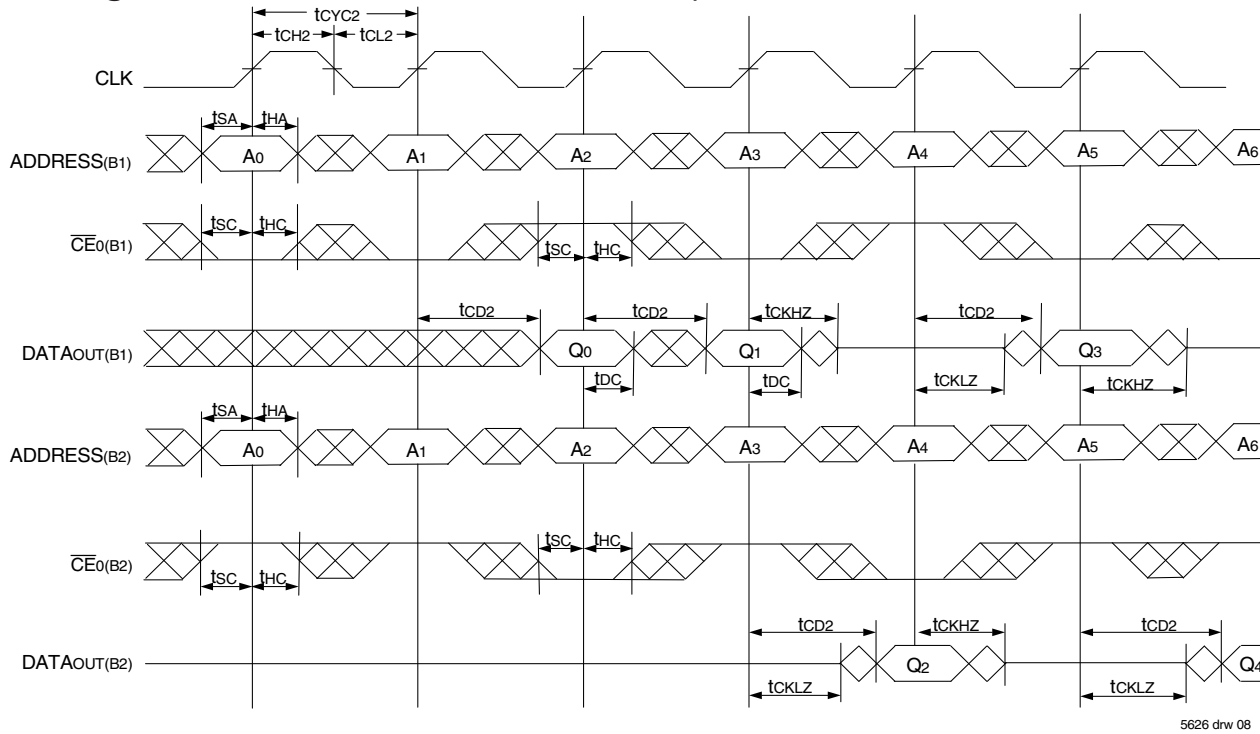 tCYC2
tCH2 tCL2
CLK
tSA tHA
ADDRESS(B1) A0 A1 A2 A3 A4 A5 A6
tSC tHC
CE0(B1)
tSC tHC
tCD2 tCD2 tCKHZ tCD2
DATAOUT(B1) Q0 Q1 Q3
tDC tDC tCKLZ tCKHZ
tSA tHA
ADDRESS(B2) A0 A1 A2 A3 A4 A5 A6
tSC tHC
CE0(B2)
tSC tHC
tCD2 tCKHZ tCD2
DATAOUT(B2) Q2 Q4
tCKLZ tCKLZ
5626 drw 08